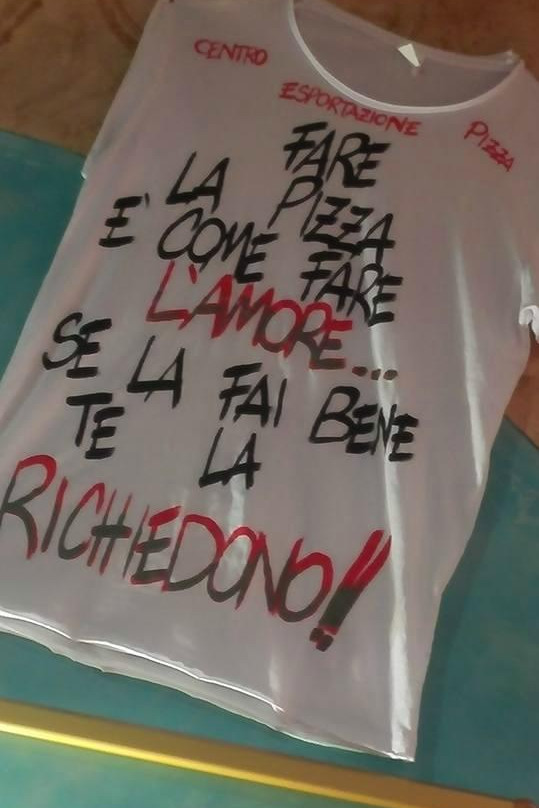 CENTRO
ESPORTAZIONE PIZZA
FARE
LA PIZZA
E' COME FARE
L'AMORE...
SE LA FAI BENE
TE LA
RICHIEDONO!!